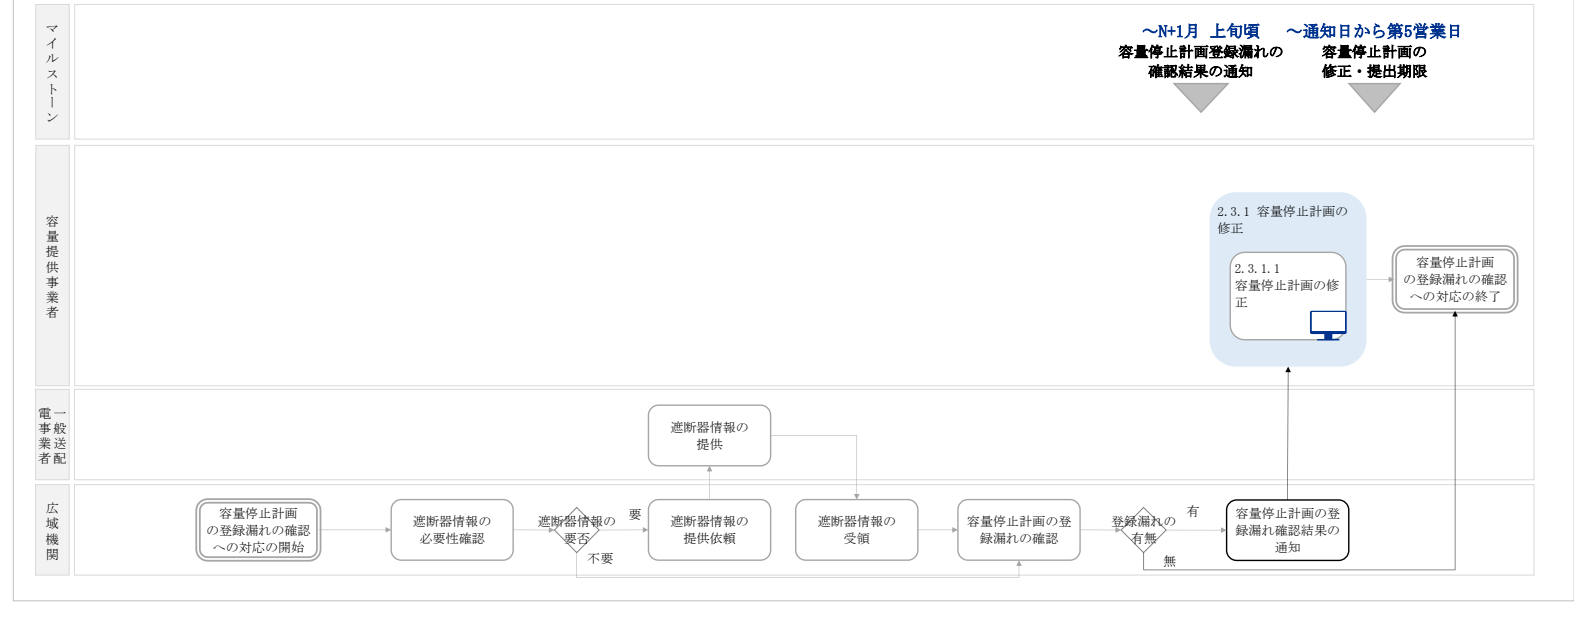 マイルストーン
～N+1月 上旬頃
容量停止計画登録漏れの
確認結果の通知
～通知日から第5営業日
容量停止計画の
修正・提出期限
容量提供事業者
2.3.1 容量停止計画の
修正
2.3.1.1
容量停止計画の修
正
容量停止計画
の登録漏れの確認
への対応の終了
一般送配
電事業者
遮断器情報の
提供
広域機関
容量停止計画
の登録漏れの確認
への対応の開始
遮断器情報の
必要性確認
遮断器情報の
要否
要
不要
遮断器情報の
提供依頼
遮断器情報の
受領
容量停止計画の登
録漏れの確認
登録漏れの
有無
有
無
容量停止計画の登
録漏れ確認結果の
通知